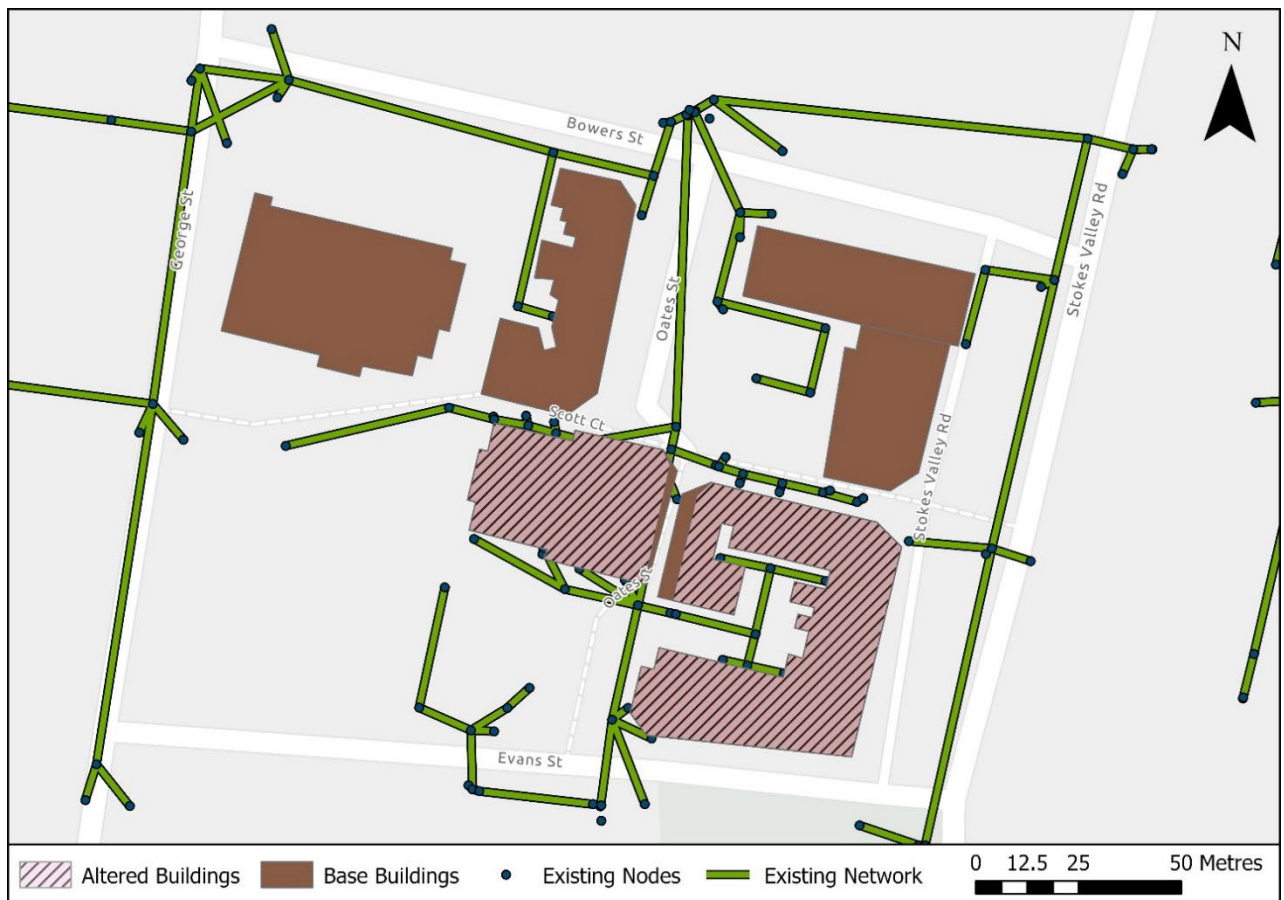 N
Bowers St
George St
Stokes Valley Rd
Oates St
Scott Ct
Stokes Valley Rd
Oates St
Evans St
Altered Buildings
Base Buildings
Existing Nodes
Existing Network
0 12.5 25 50 Metres